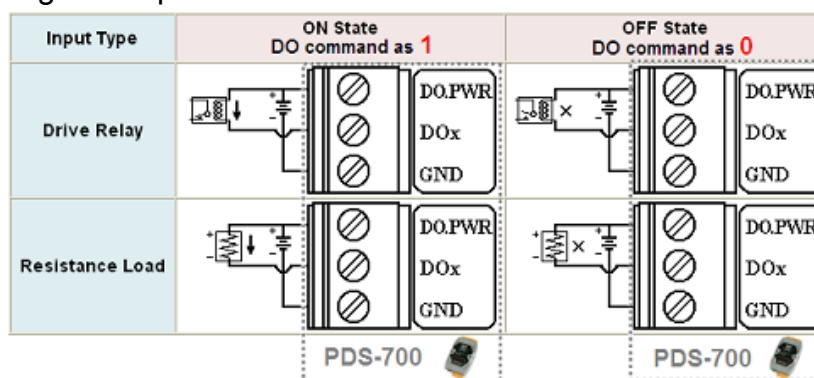 Input Type
ON State
DO command as 1
OFF State
DO command as 0
Drive Relay
DO.PWR
DOx
GND
DO.PWR
DOx
GND
Resistance Load
DO.PWR
DOx
GND
DO.PWR
DOx
GND
PDS-700
PDS-700